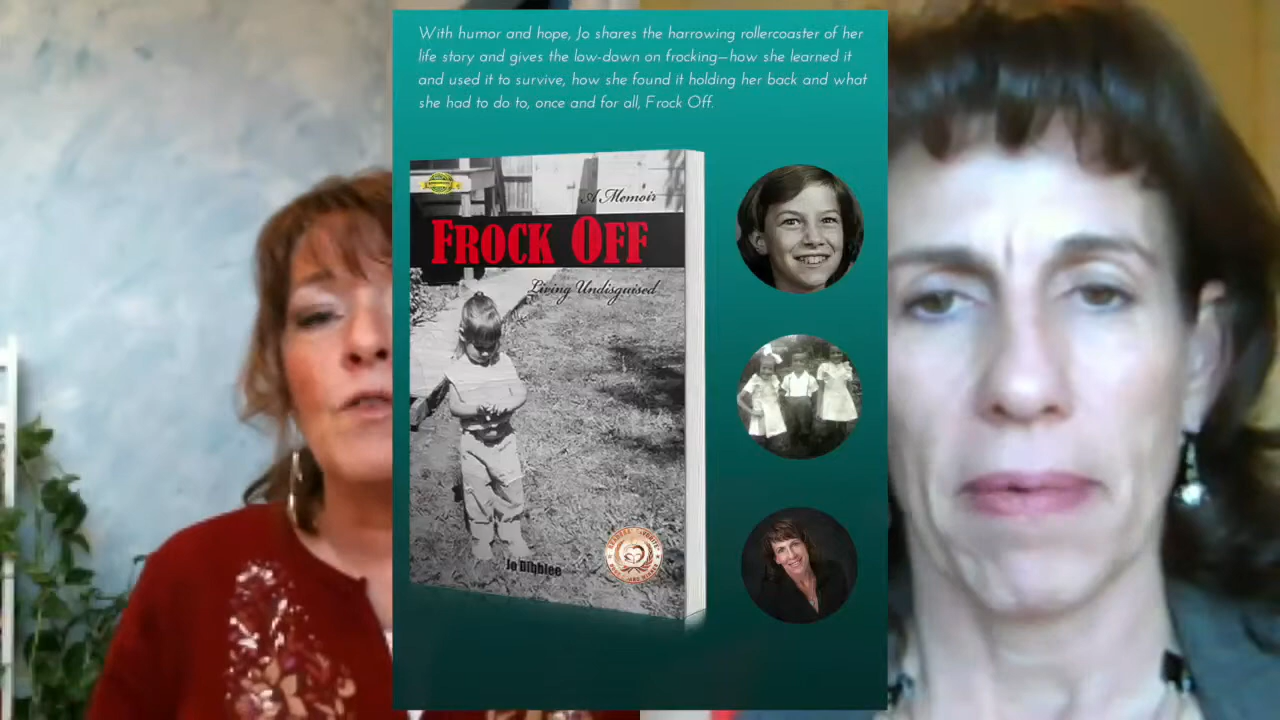 With humor and hope, Jo shares the harrowing rollercoaster of her
life story and gives the low-down on frocking—how she learned it
and used it to survive, how she found it holding her back and what
she had to do to, once and for all, Frock Off.
A Memoir
FROCK OFF
Living Undisguised
Jo Dibblee